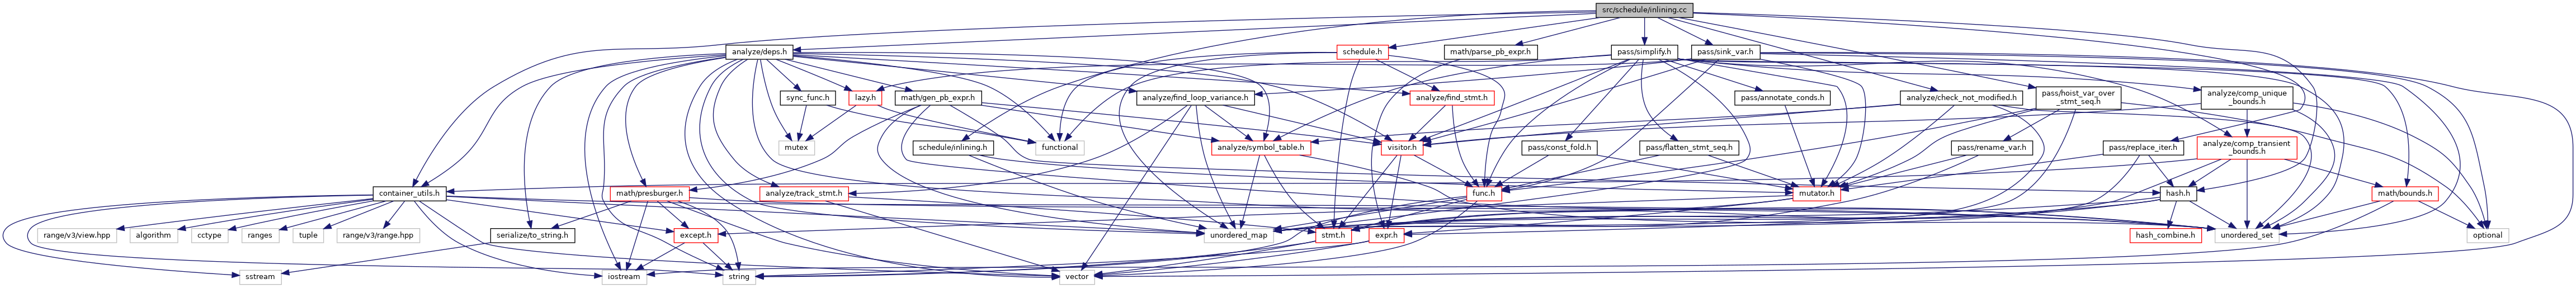 src/schedule/inlining.cc
analyze/deps.h
schedule.h
math/parse_pb_expr.h
pass/simplify.h
pass/sink_var.h
sync_func.h
lazy.h
math/gen_pb_expr.h
analyze/find_loop_variance.h
analyze/find_stmt.h
pass/annotate_conds.h
analyze/check_not_modified.h
pass/hoist_var_over
_stmt_seq.h
analyze/comp_unique
_bounds.h
mutex
schedule/inlining.h
functional
analyze/symbol_table.h
visitor.h
pass/const_fold.h
pass/flatten_stmt_seq.h
pass/rename_var.h
pass/replace_iter.h
analyze/comp_transient
_bounds.h
container_utils.h
math/presburger.h
analyze/track_stmt.h
func.h
mutator.h
hash.h
math/bounds.h
range/v3/view.hpp
algorithm
cctype
ranges
tuple
range/v3/range.hpp
serialize/to_string.h
except.h
unordered_map
stmt.h
expr.h
hash_combine.h
unordered_set
optional
sstream
iostream
string
vector